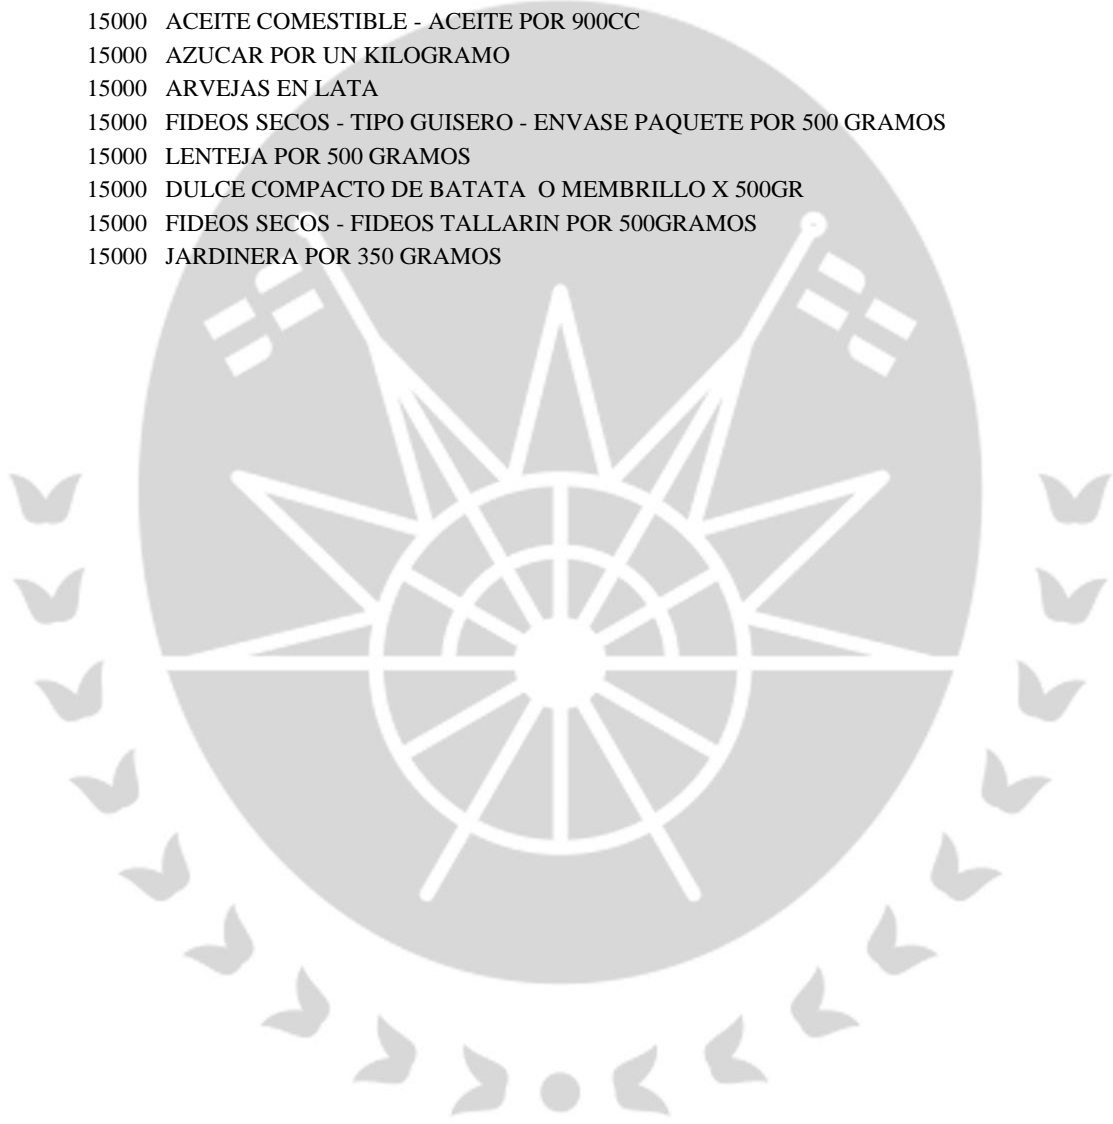 15000 ACEITE COMESTIBLE - ACEITE POR 900CC
15000 AZUCAR POR UN KILOGRAMO
15000 ARVEJAS EN LATA
15000 FIDEOS SECOS - TIPO GUISERO - ENVASE PAQUETE POR 500 GRAMOS
15000 LENTEJA POR 500 GRAMOS
15000 DULCE COMPACTO DE BATATA O MEMBRILLO X 500GR
15000 FIDEOS SECOS - FIDEOS TALLARIN POR 500GRAMOS
15000 JARDINERA POR 350 GRAMOS